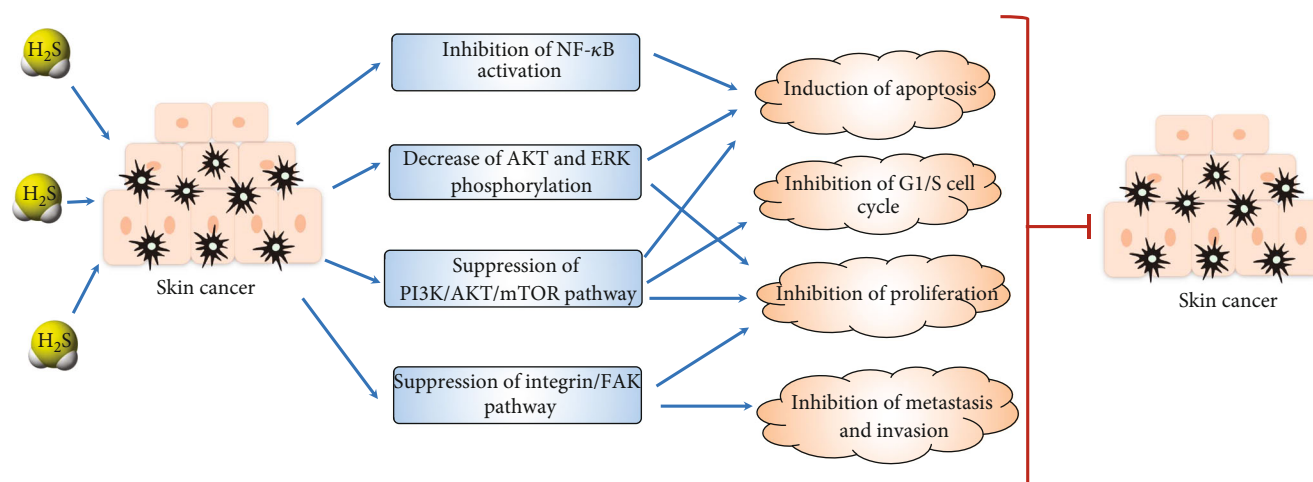 H₂S
H₂S
H₂S
Skin cancer
Inhibition of NF-κB
activation
Decrease of AKT and ERK
phosphorylation
Suppression of
PI3K/AKT/mTOR pathway
Suppression of integrin/FAK
pathway
Induction of apoptosis
Inhibition of G1/S cell
cycle
Inhibition of proliferation
Inhibition of metastasis
and invasion
Skin cancer